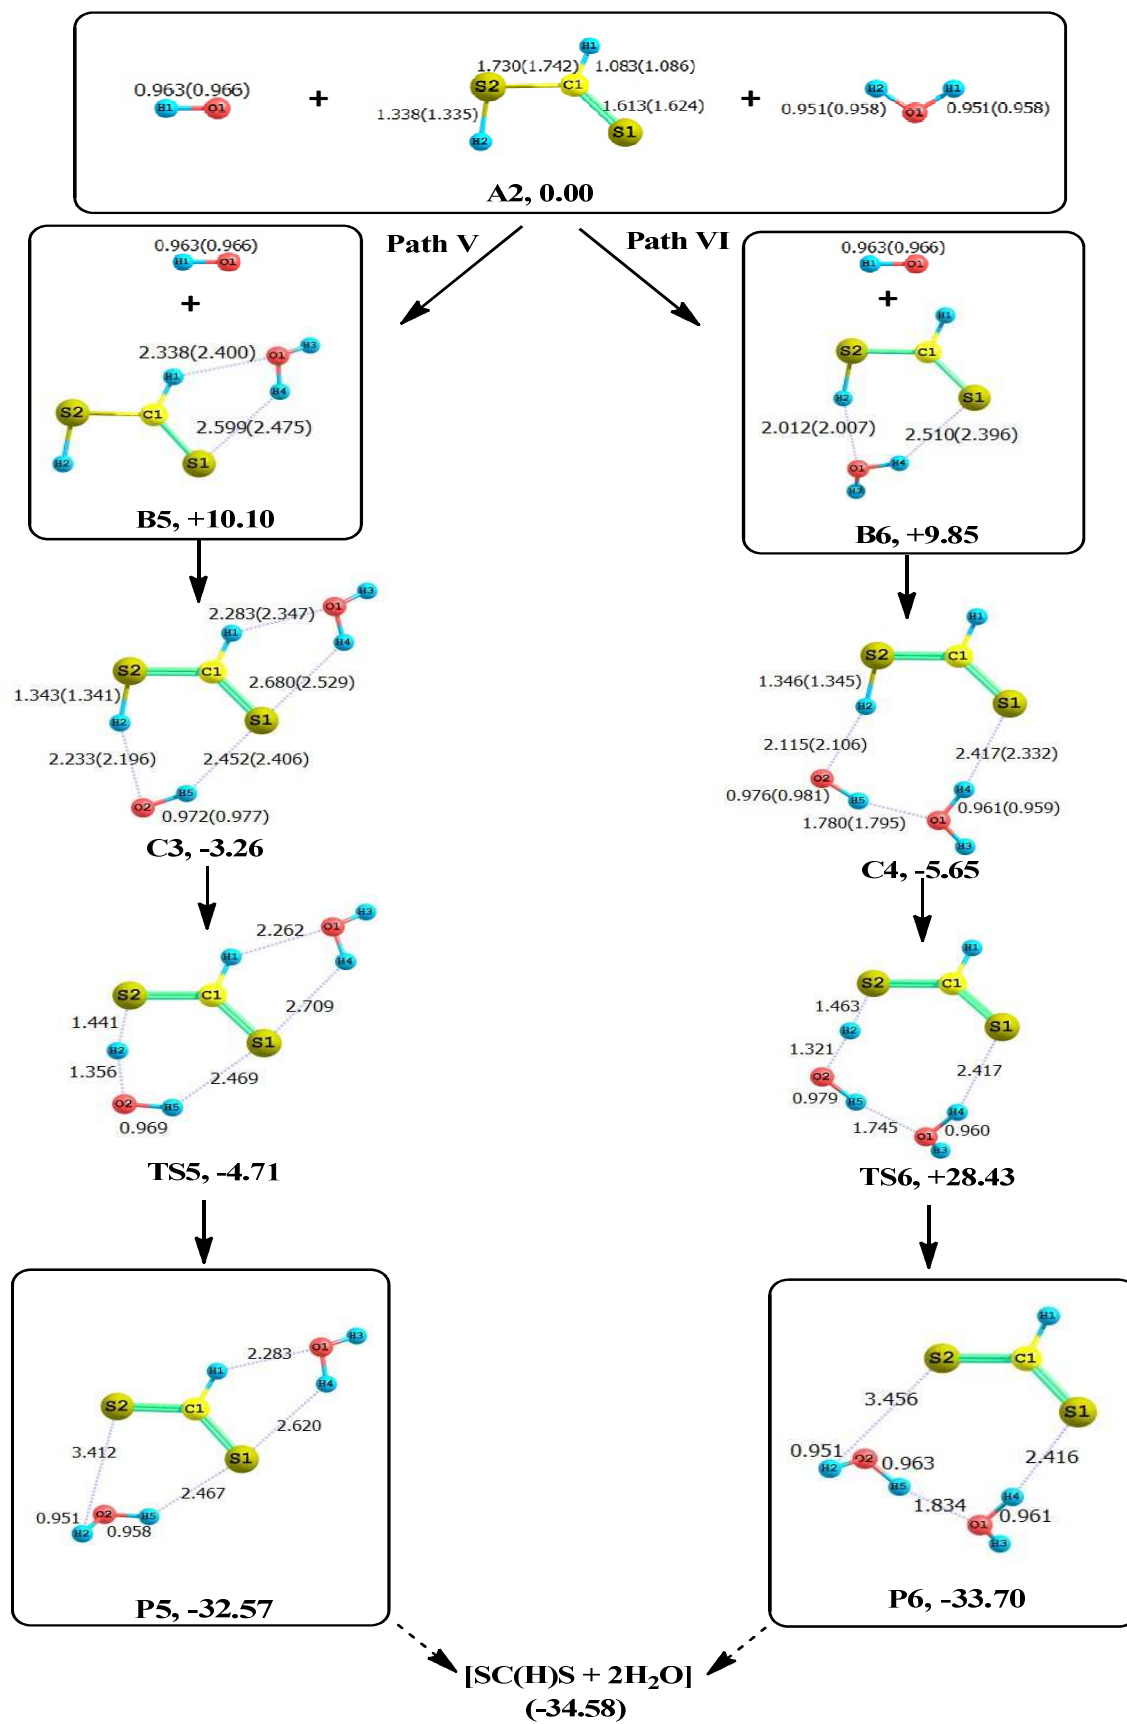 0.963(0.966)
H1 O1
+
1.730(1.742)
H1
1.083(1.086)
S2
C1
1.338(1.335)
1.613(1.624)
H2
S1
+
H2
H1
0.951(0.958)
O1
0.951(0.958)
A2, 0.00
Path V
Path VI
0.963(0.966)
H1 O1
+
2.338(2.400)
O1
H3
H1
H4
S2
C1
2.599(2.475)
H2
S1
B5, +10.10
0.963(0.966)
H1 O1
+
H1
S2
C1
H2
S1
2.012(2.007)
2.510(2.396)
O1
H4
H3
B6, +9.85
H3
2.283(2.347)
O1
H1
H4
S2
C1
2.680(2.529)
1.343(1.341)
H2
S1
2.233(2.196)
2.452(2.406)
H5
O2
0.972(0.977)
C3, -3.26
H1
S2
C1
1.346(1.345)
H2
S1
2.115(2.106)
2.417(2.332)
O2
0.976(0.981)
H5
H4
0.961(0.959)
1.780(1.795)
O1
H3
C4, -5.65
H3
2.262
O1
H1
H4
S2
C1
2.709
1.441
H2
S1
1.356
2.469
O2
H5
0.969
TS5, -4.71
H1
S2
C1
1.463
H2
S1
1.321
2.417
O2
0.979
H5
H4
1.745
O1
0.960
H3
TS6, +28.43
H3
2.283
O1
H1
H4
S2
C1
2.620
3.412
S1
2.467
0.951
O2
H5
H2
0.958
P5, -32.57
H1
S2
C1
3.456
S1
0.951
2.416
O2
0.963
H2
H5
H4
1.834
0.961
O1
H3
P6, -33.70
[SC(H)S + 2H₂O]
(-34.58)